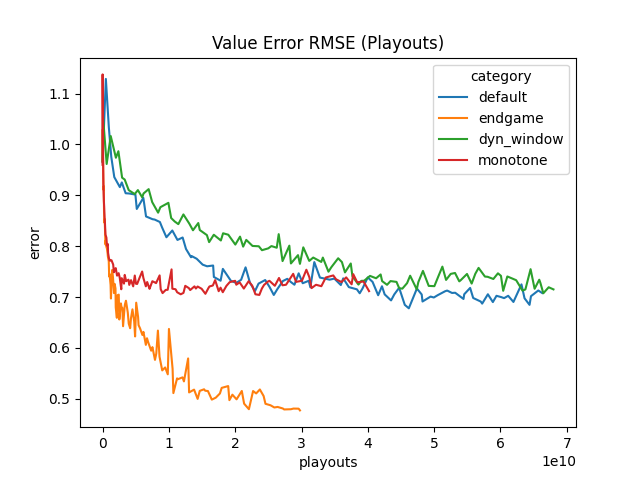 Value Error RMSE (Playouts)
category
default
endgame
dyn_window
monotone
1.1
1.0
0.9
0.8
0.7
0.6
0.5
error
0 1 2 3 4 5 6 7
1e10
playouts